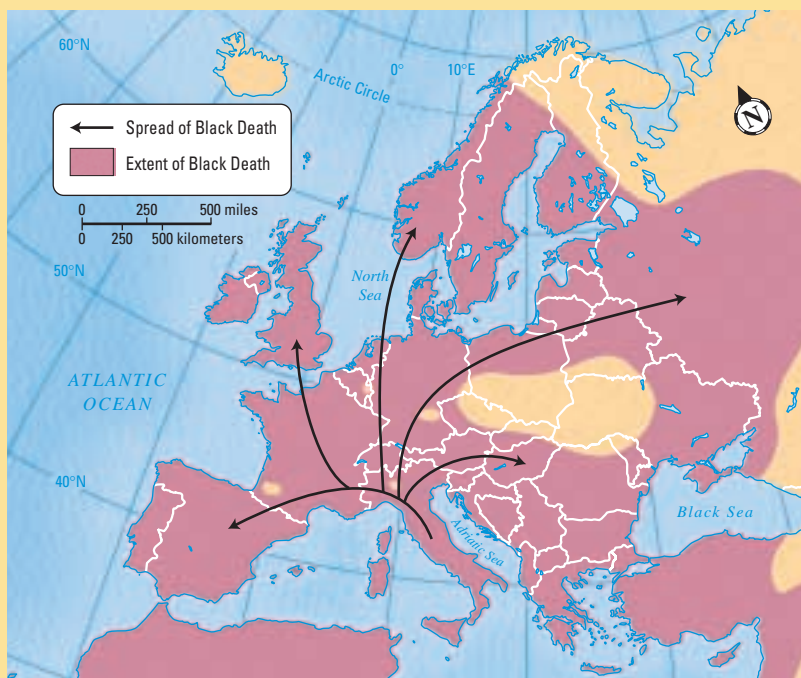 60°N
Arctic Circle
0°
10°E
N
Spread of Black Death
Extent of Black Death
0 250 500 miles
0 250 500 kilometers
50°N
North
Sea
ATLANTIC
OCEAN
40°N
Black Sea
Adriatic Sea